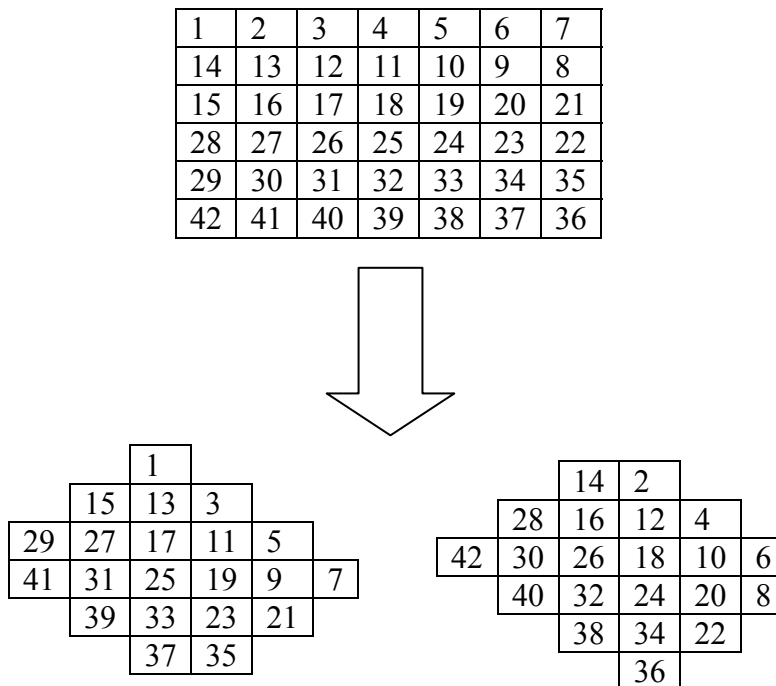 1 2 3 4 5 6 7
14 13 12 11 10 9 8
15 16 17 18 19 20 21
28 27 26 25 24 23 22
29 30 31 32 33 34 35
42 41 40 39 38 37 36
1
15 13 3
29 27 17 11 5
41 31 25 19 9 7
39 33 23 21
37 35
14 2
28 16 12 4
42 30 26 18 10 6
40 32 24 20 8
38 34 22
36